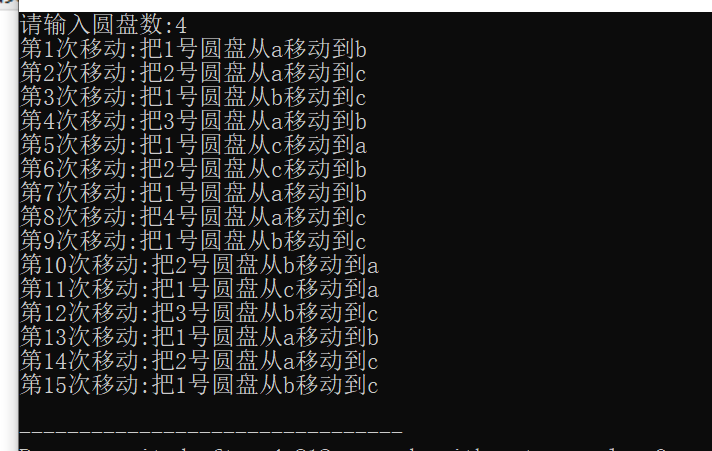 请输入圆盘数:4
第1次移动:把1号圆盘从a移动到b
第2次移动:把2号圆盘从a移动到c
第3次移动:把1号圆盘从b移动到c
第4次移动:把3号圆盘从a移动到b
第5次移动:把1号圆盘从c移动到a
第6次移动:把2号圆盘从c移动到b
第7次移动:把1号圆盘从a移动到b
第8次移动:把4号圆盘从a移动到c
第9次移动:把1号圆盘从b移动到c
第10次移动:把2号圆盘从b移动到a
第11次移动:把1号圆盘从c移动到a
第12次移动:把3号圆盘从b移动到c
第13次移动:把1号圆盘从a移动到b
第14次移动:把2号圆盘从a移动到c
第15次移动:把1号圆盘从b移动到c
--------------------------------